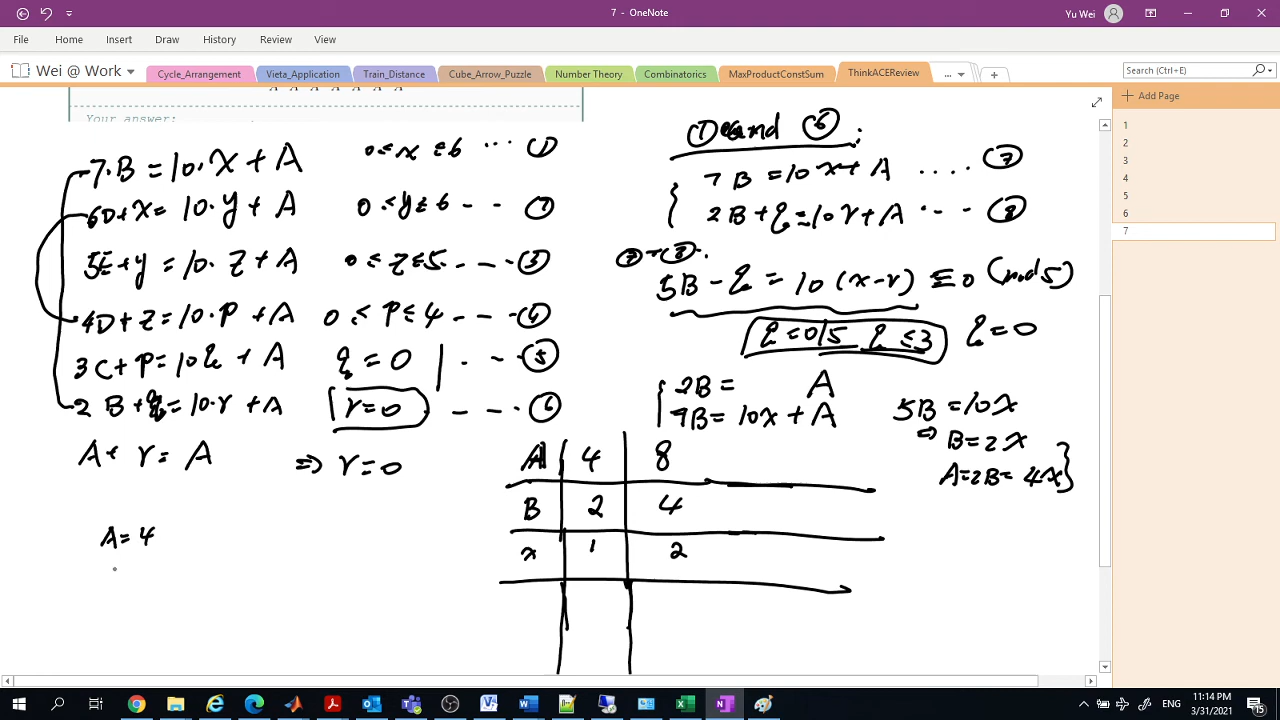 7 - OneNote
Yu Wei
File Home Insert Draw History Review View
Wei @ Work
Cycle_Arrangement Vieta_Application Train_Distance Cube_Arrow_Puzzle Number Theory Combinatorics MaxProductConstSum ThinkACEReview ...
Search (Ctrl+E)
Add Page
1
2
3
4
5
6
7
Your answer:
7·B = 10·x + A 0 ≤ x ≤ 6 ··· ①
6D + x = 10·y + A 0 ≤ y ≤ 6 - ··
5E + y = 10·z + A 0 ≤ z ≤ 5 · — — ·· ③
4D + z = 10·P + A 0 ≤ P ≤ 4 — — ··
3C + P = 10q + A q = 0 · — ·· ⑤
2B + q = 10·r + A r = 0 · — — ··· ⑥
A + r = A ⇒ r = 0
A = 4
① and ⑥ :
7B = 10x + A ···· ⑦
2B + q = 10r + A ·-· ⑧
⑦ - ⑧ ·
5B - q = 10(x-r) ≡ 0 (mod 5)
q = 0/5 q ≤ 3 q = 0
2B = A
7B = 10x + A
5B = 10x
⇒ B = 2x
A = 2B = 4x
A 4 8
B 2 4
x 1 2
11:14 PM
3/31/2021